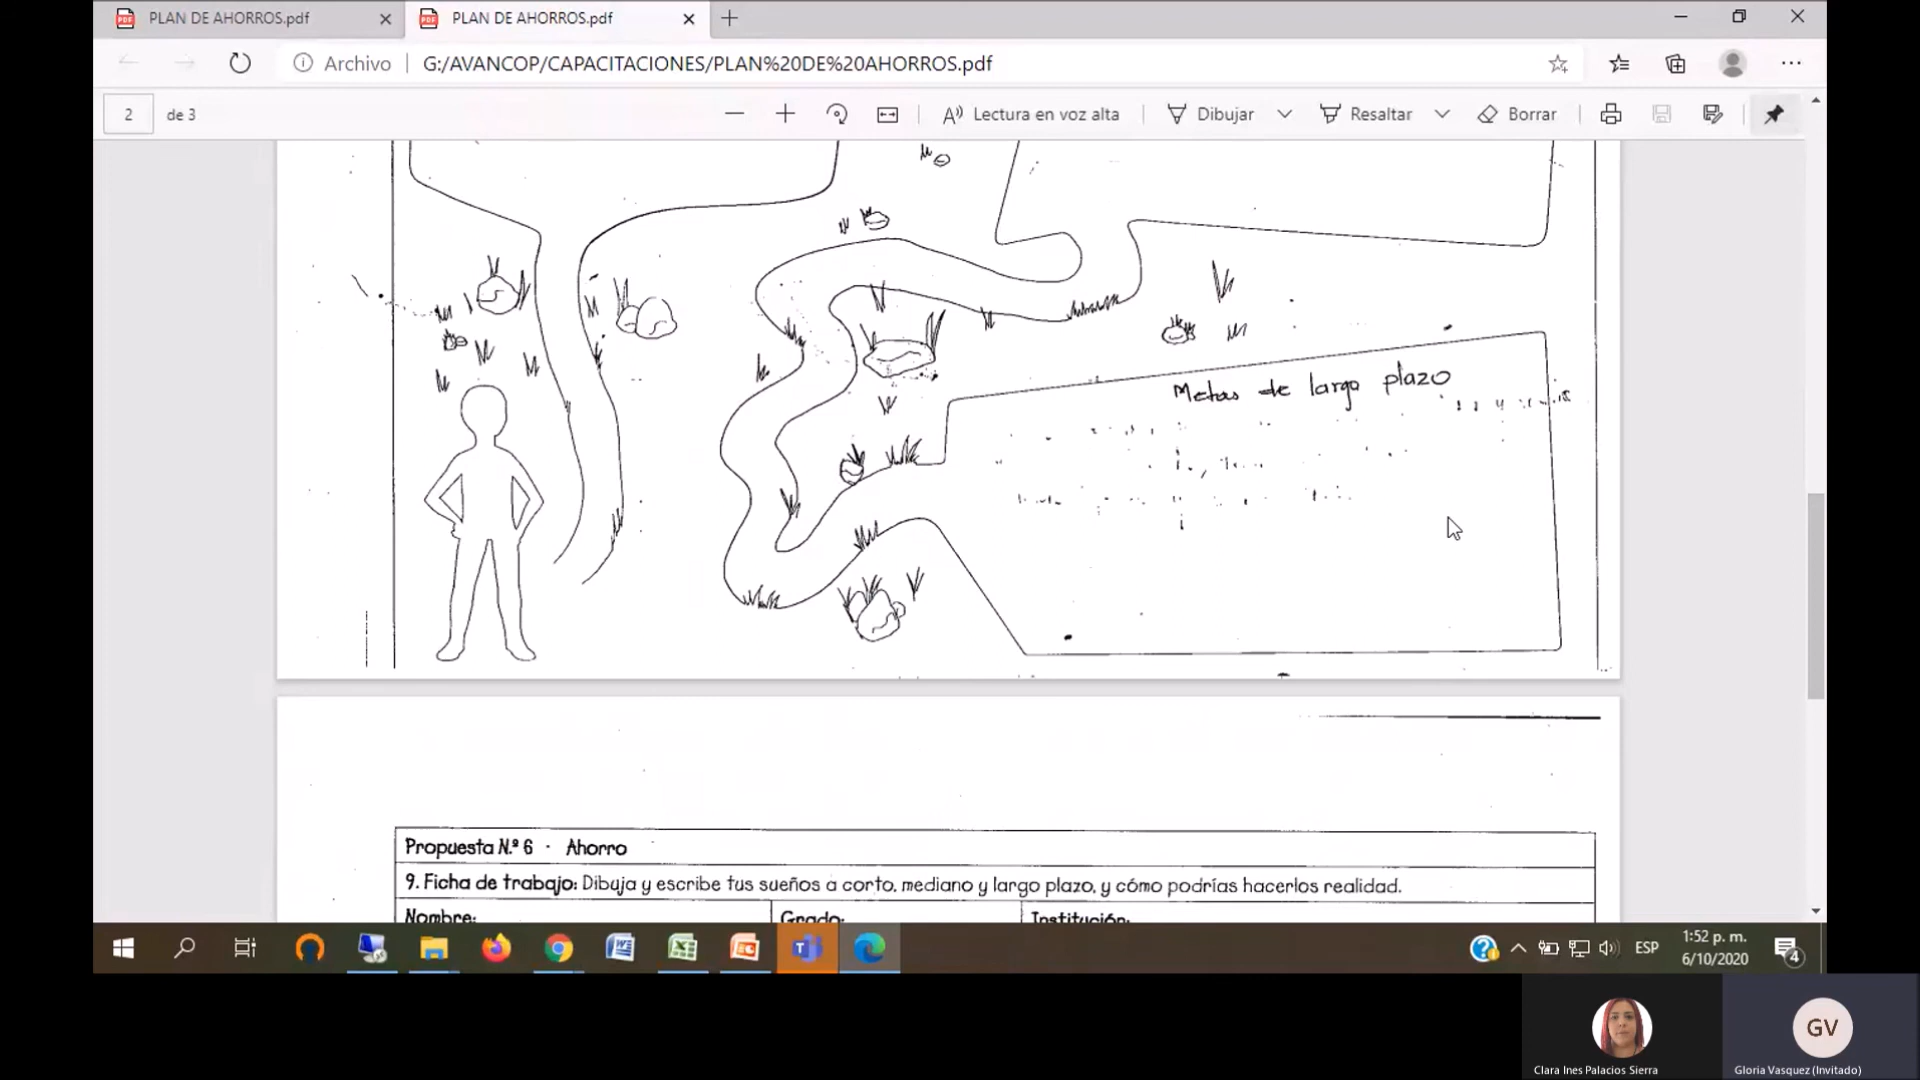 PLAN DE AHORROS.pdf
PLAN DE AHORROS.pdf
Archivo
G:/AVANCOP/CAPACITACIONES/PLAN%20DE%20AHORROS.pdf
2 de 3
Lectura en voz alta
Dibujar
Resaltar
Borrar
Metas de largo plazo
Propuesta N.º 6 · Ahorro
9. Ficha de trabajo: Dibuja y escribe tus sueños a corto, mediano y largo plazo, y cómo podrías hacerlos realidad.
Nombre:
Grado:
Institución:
ESP
1:52 p. m.
6/10/2020
4
GV
Clara Ines Palacios Sierra
Gloria Vasquez (Invitado)